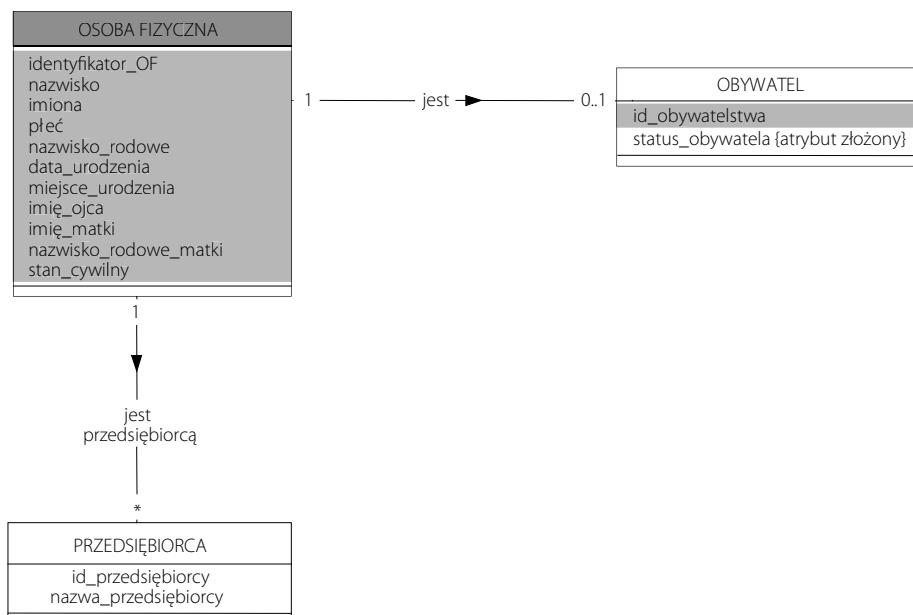 OSOBA FIZYCZNA
identyfikator_OF
nazwisko
imiona
płeć
nazwisko_rodowe
data_urodzenia
miejsce_urodzenia
imię_ojca
imię_matki
nazwisko_rodowe_matki
stan_cywilny
1 jest 0..1
OBYWATEL
id_obywatelstwa
status_obywatela {atrybut złożony}
1
jest
przedsiębiorcą
*
PRZEDSIĘBIORCA
id_przedsiębiorcy
nazwa_przedsiębiorcy